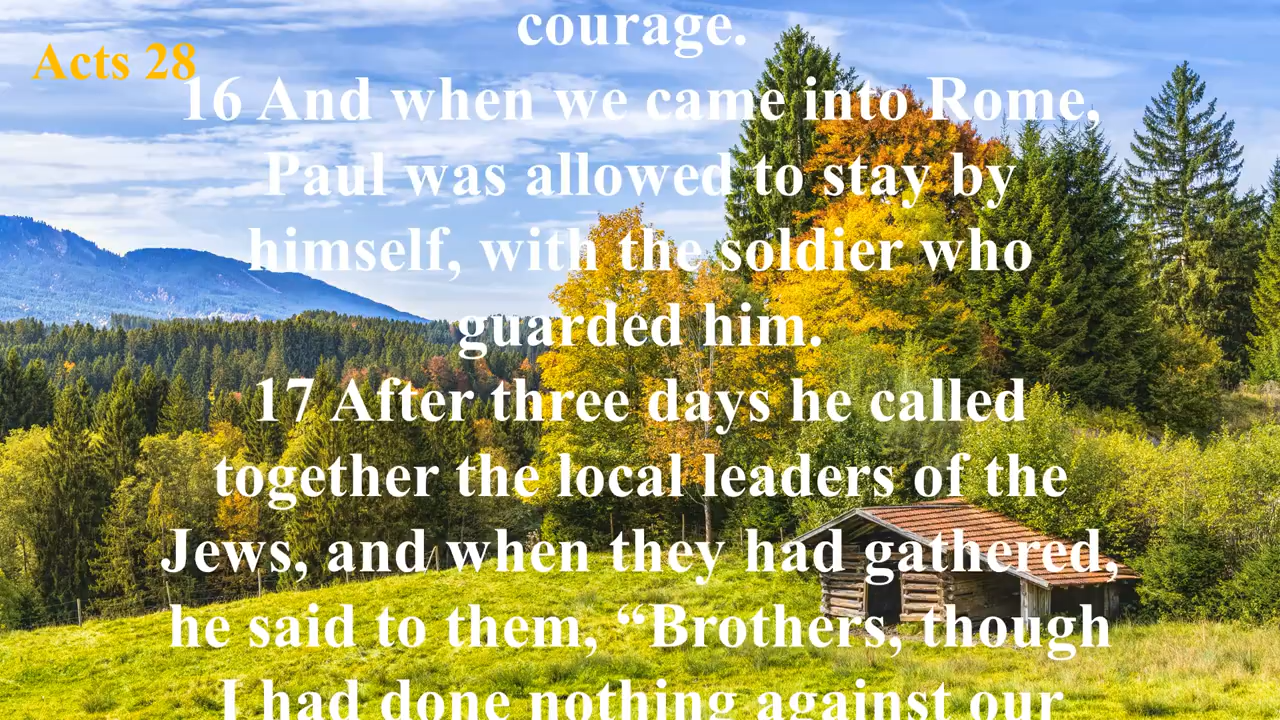 courage.
Acts 28
16 And when we came into Rome,
Paul was allowed to stay by
himself, with the soldier who
guarded him.
17 After three days he called
together the local leaders of the
Jews, and when they had gathered,
he said to them, “Brothers, though
I had done nothing against our